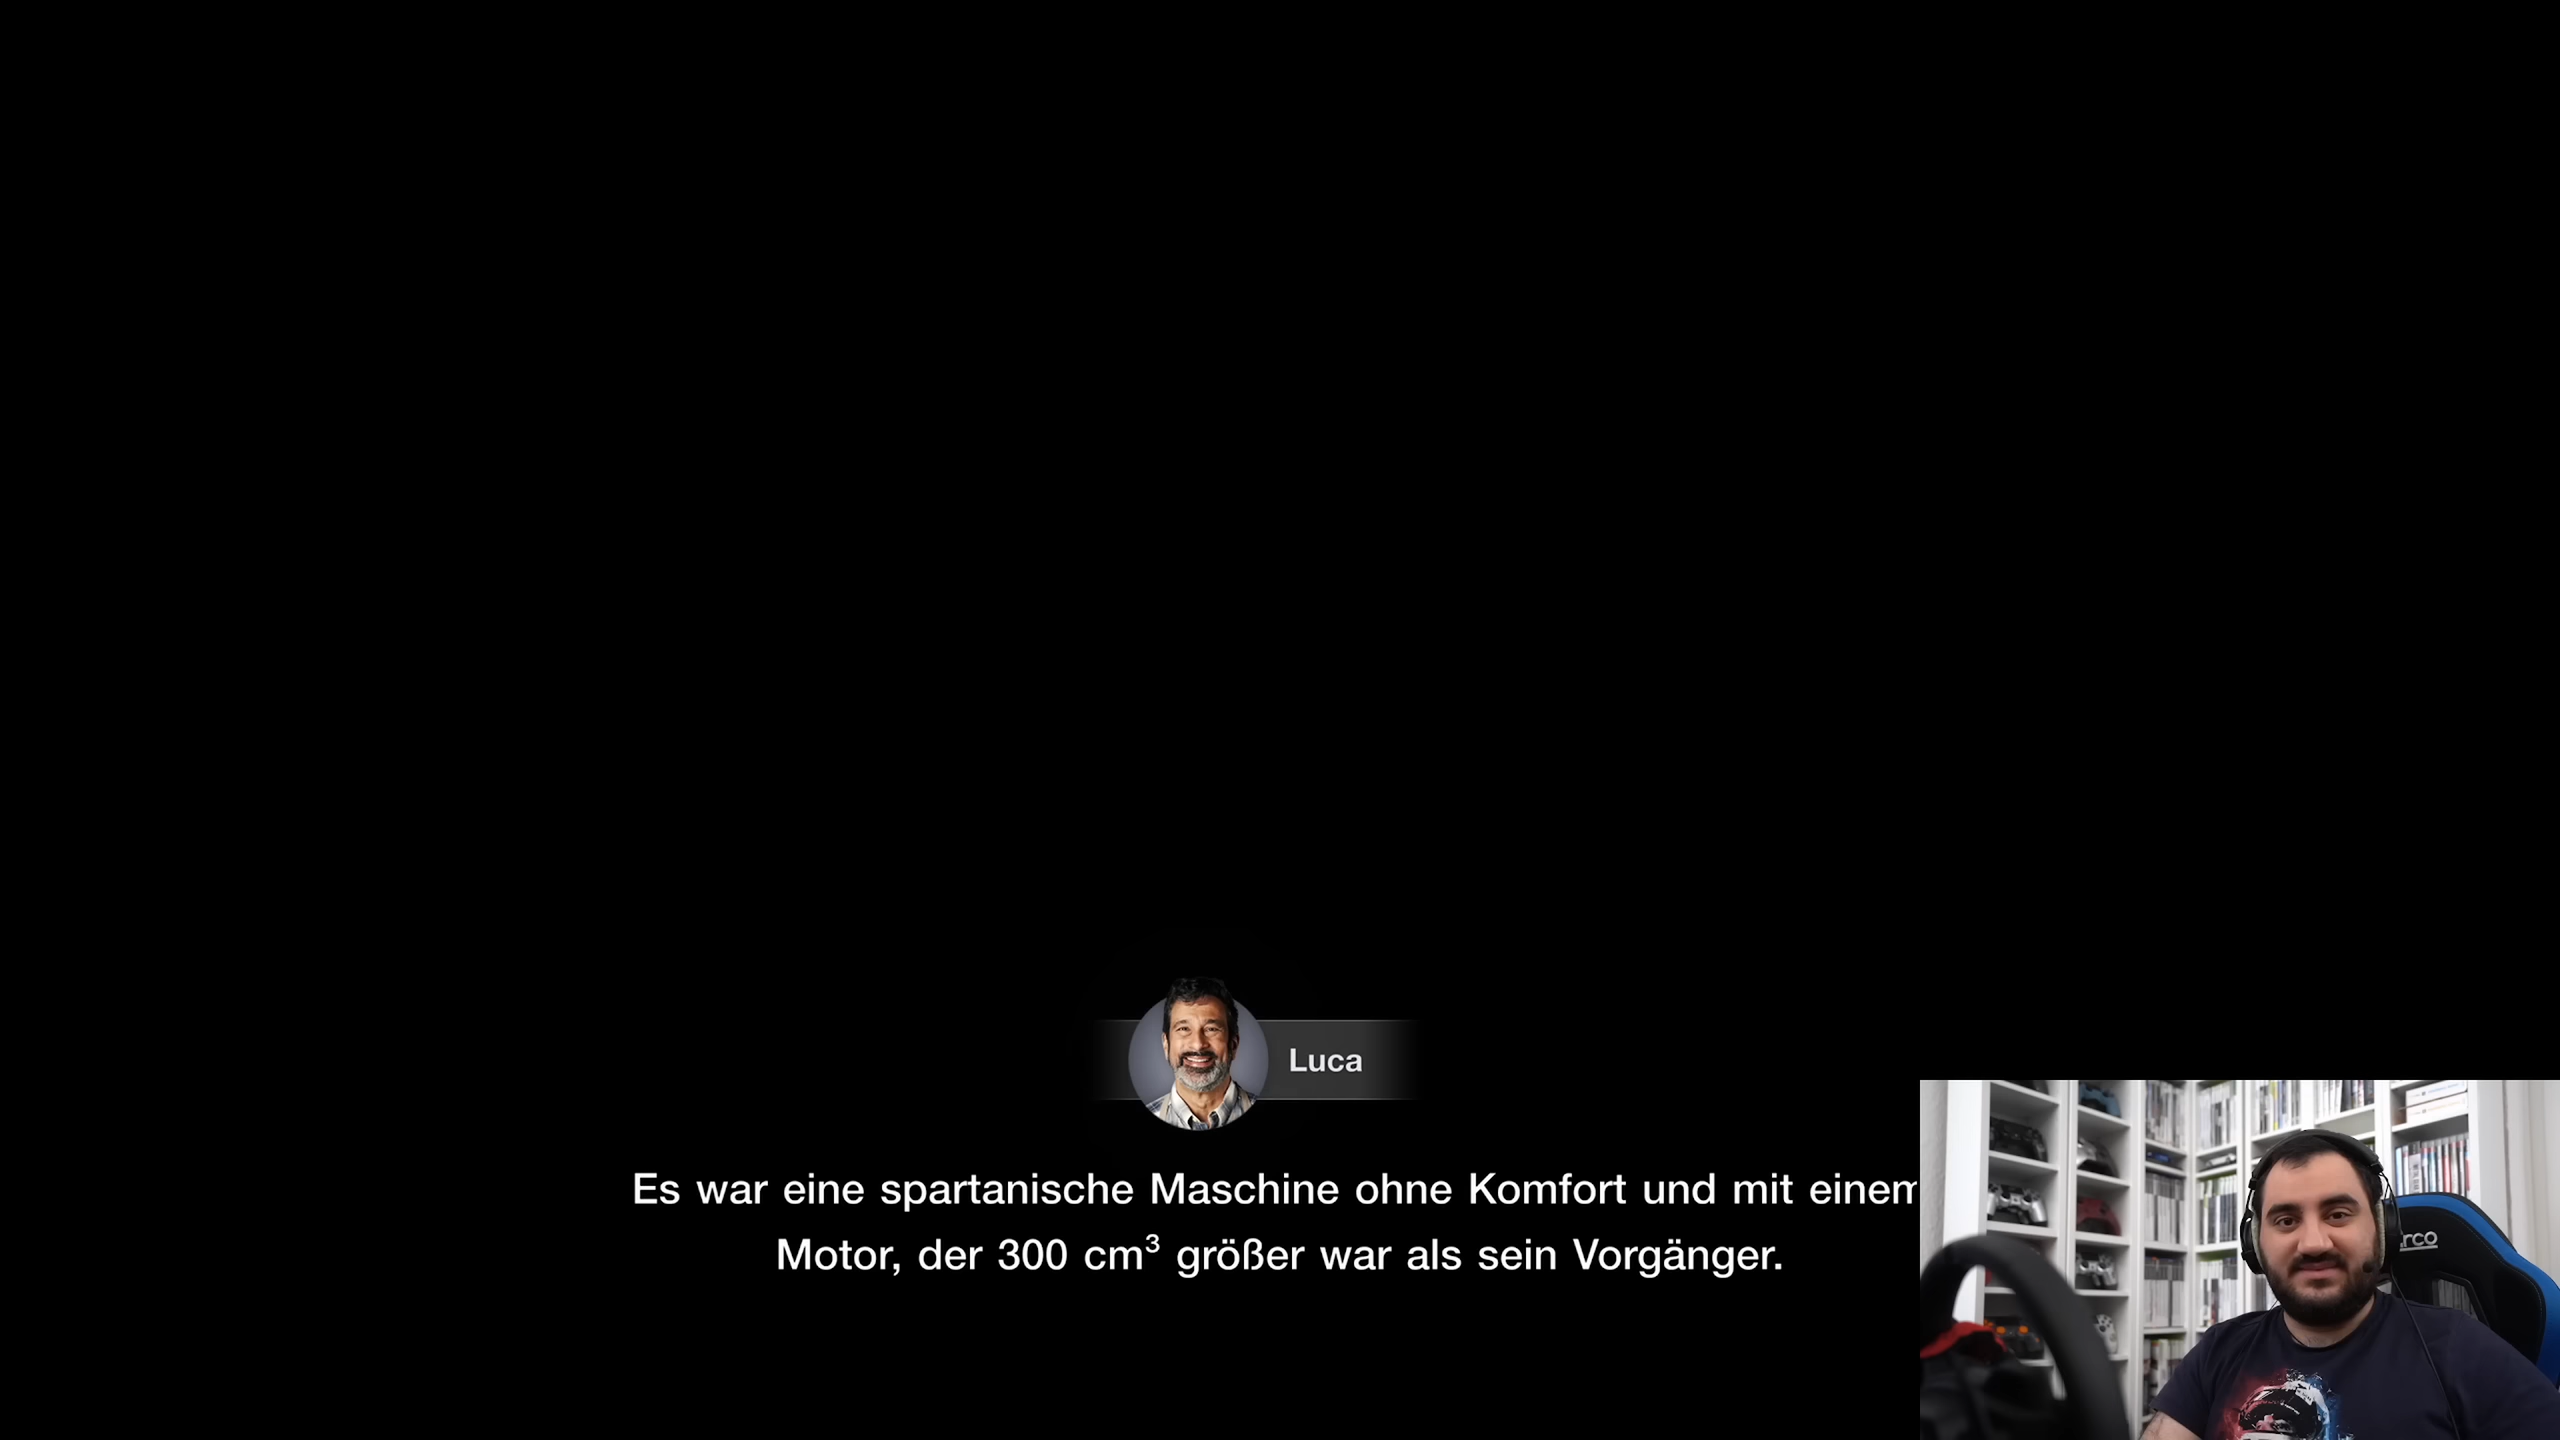 Luca
Es war eine spartanische Maschine ohne Komfort und mit einem
Motor, der 300 cm³ größer war als sein Vorgänger.
rco